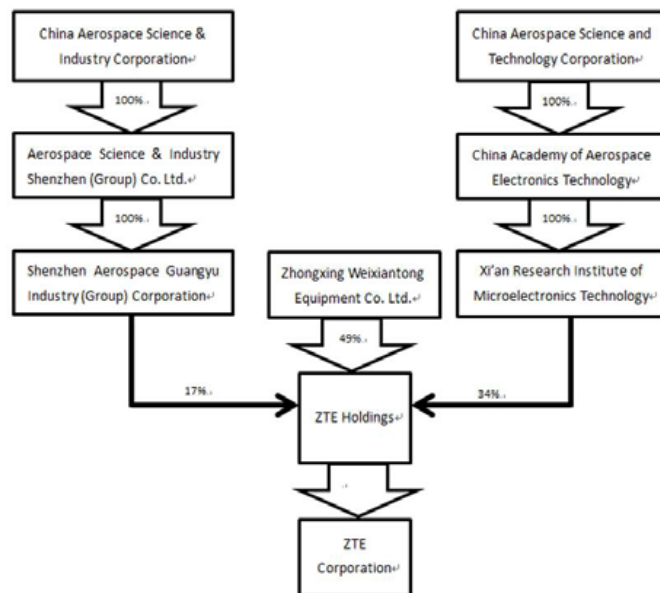 China Aerospace Science &
Industry Corporation
China Aerospace Science and
Technology Corporation
100%
100%
Aerospace Science & Industry
Shenzhen (Group) Co. Ltd.
China Academy of Aerospace
Electronics Technology
100%
100%
Shenzhen Aerospace Guangyu
Industry (Group) Corporation
Zhongxing Weixiantong
Equipment Co. Ltd.
Xi'an Research Institute of
Microelectronics Technology
49%
17%
34%
ZTE Holdings
ZTE
Corporation